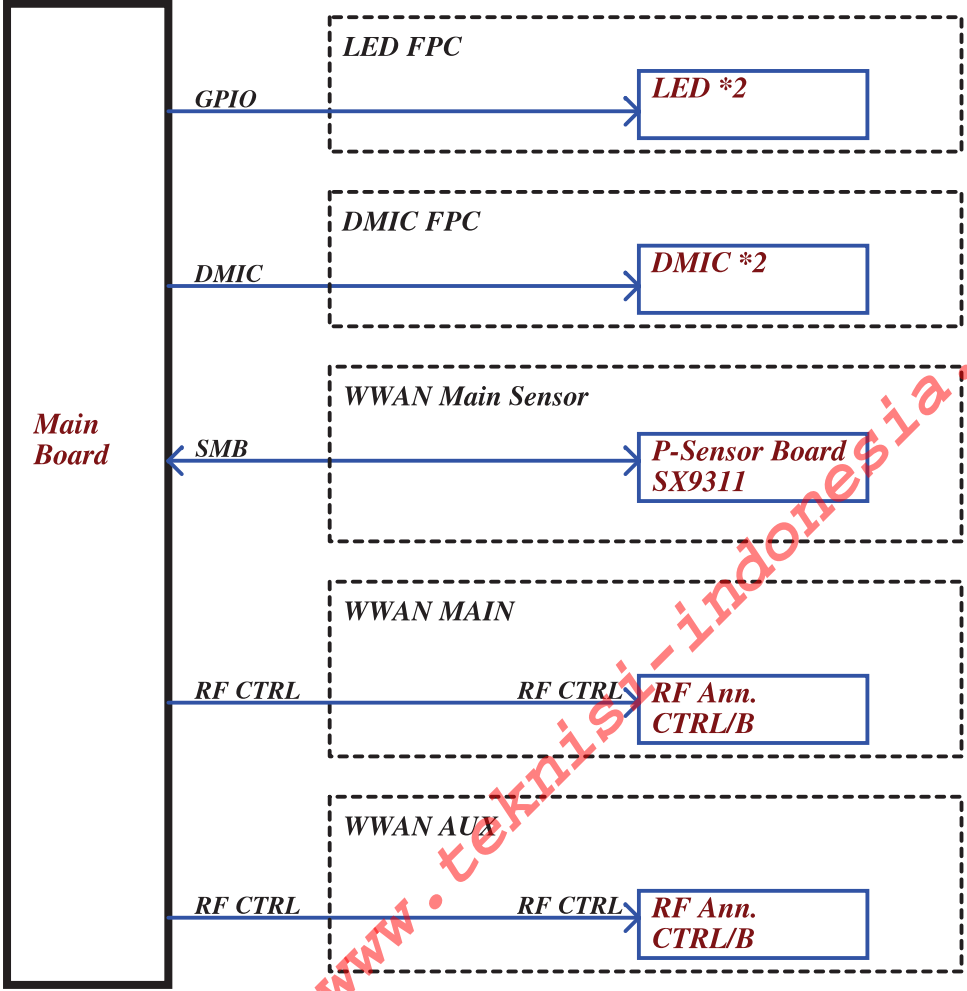 LED FPC
GPIO
LED *2
DMIC FPC
DMIC
DMIC *2
WWAN Main Sensor
Main
Board
SMB
P-Sensor Board
SX9311
WWAN MAIN
RF CTRL
RF CTRL
RF Ann.
CTRL/B
WWAN AUX
RF CTRL
RF CTRL
RF Ann.
CTRL/B
www.teknisi-indonesia.